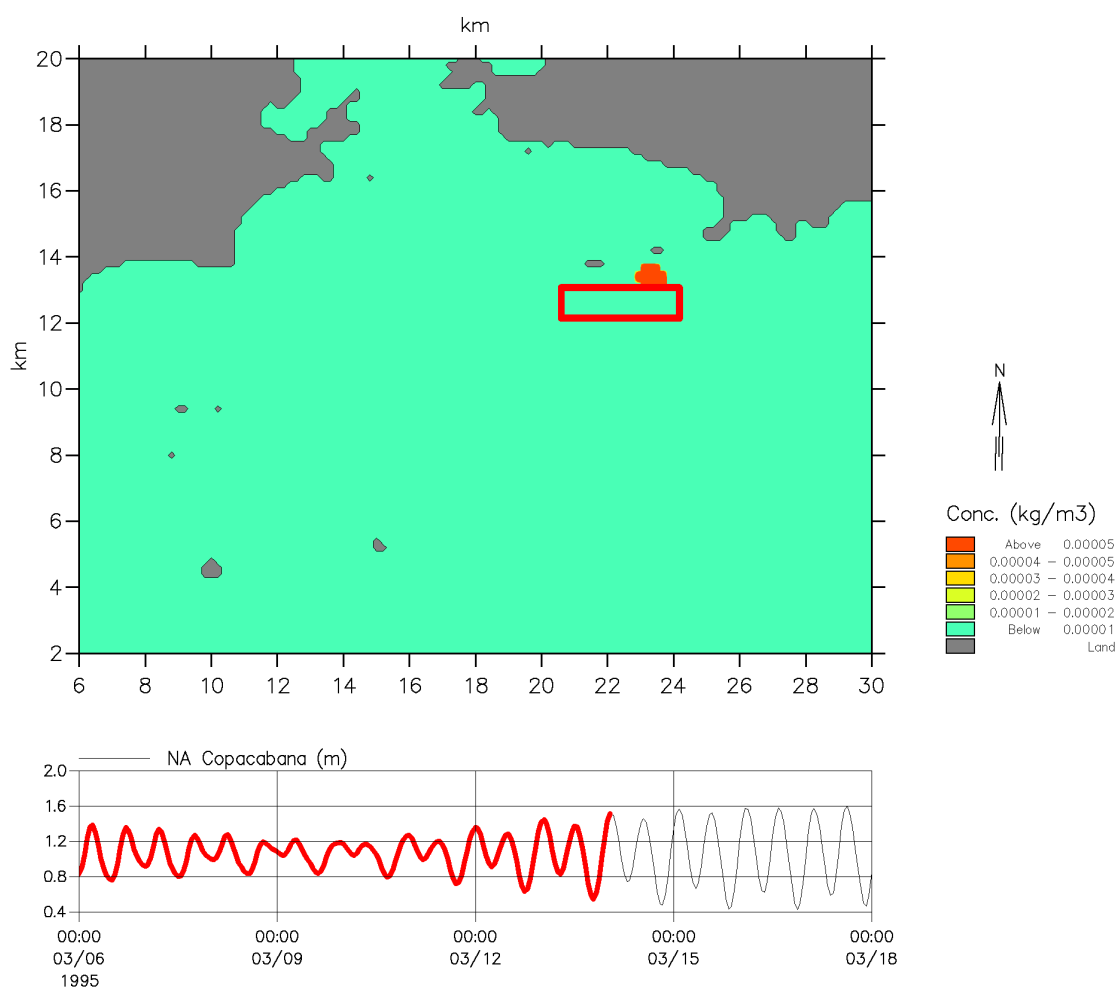 km
20
18
16
14
12
10
8
6
4
2
km
6 8 10 12 14 16 18 20 22 24 26 28 30
N
Conc. (kg/m3)
Above 0.00005
0.00004 – 0.00005
0.00003 – 0.00004
0.00002 – 0.00003
0.00001 – 0.00002
Below 0.00001
Land
NA Copacabana (m)
2.0
1.6
1.2
0.8
0.4
00:00 00:00 00:00 00:00 00:00
03/06 03/09 03/12 03/15 03/18
1995